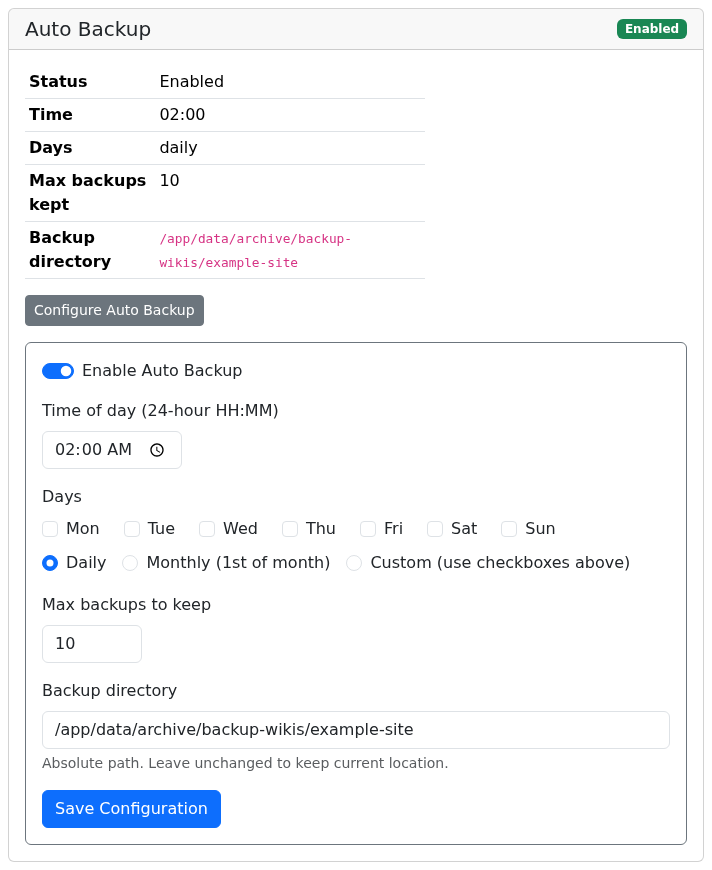 Auto Backup Enabled
Status Enabled
Time 02:00
Days daily
Max backups kept 10
Backup directory /app/data/archive/backup-wikis/example-site
Configure Auto Backup
Enable Auto Backup
Time of day (24-hour HH:MM)
02:00 AM
Days
Mon Tue Wed Thu Fri Sat Sun
Daily Monthly (1st of month) Custom (use checkboxes above)
Max backups to keep
10
Backup directory
/app/data/archive/backup-wikis/example-site
Absolute path. Leave unchanged to keep current location.
Save Configuration